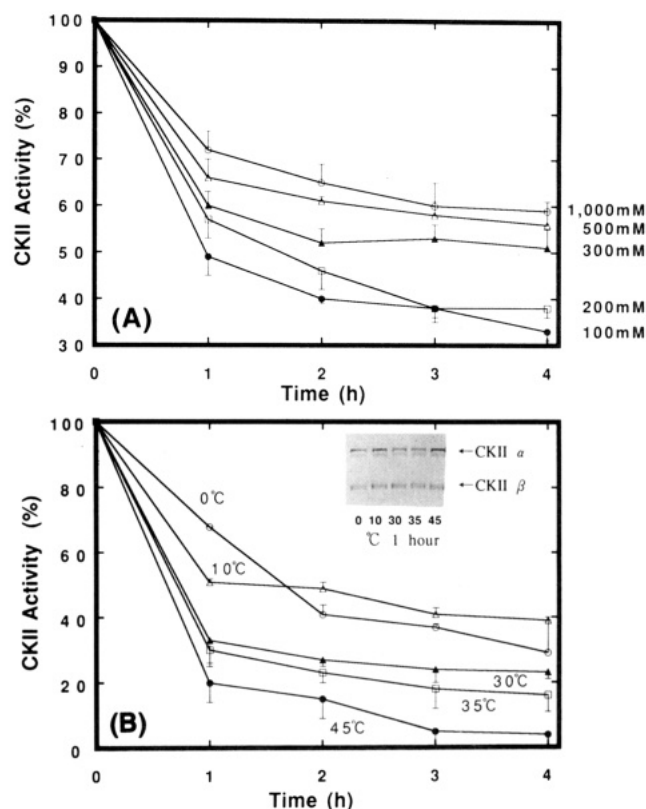 100
90
80
70
60
50
40
30
CKII Activity (%)
(A)
1,000mM
500mM
300mM
200mM
100mM
0 1 2 3 4
Time (h)
100
80
60
40
20
0
CKII Activity (%)
(B)
0℃
10℃
30℃
35℃
45℃
←CKII α
←CKII β
0 10 30 35 45
℃ 1 hour
0 1 2 3 4
Time (h)